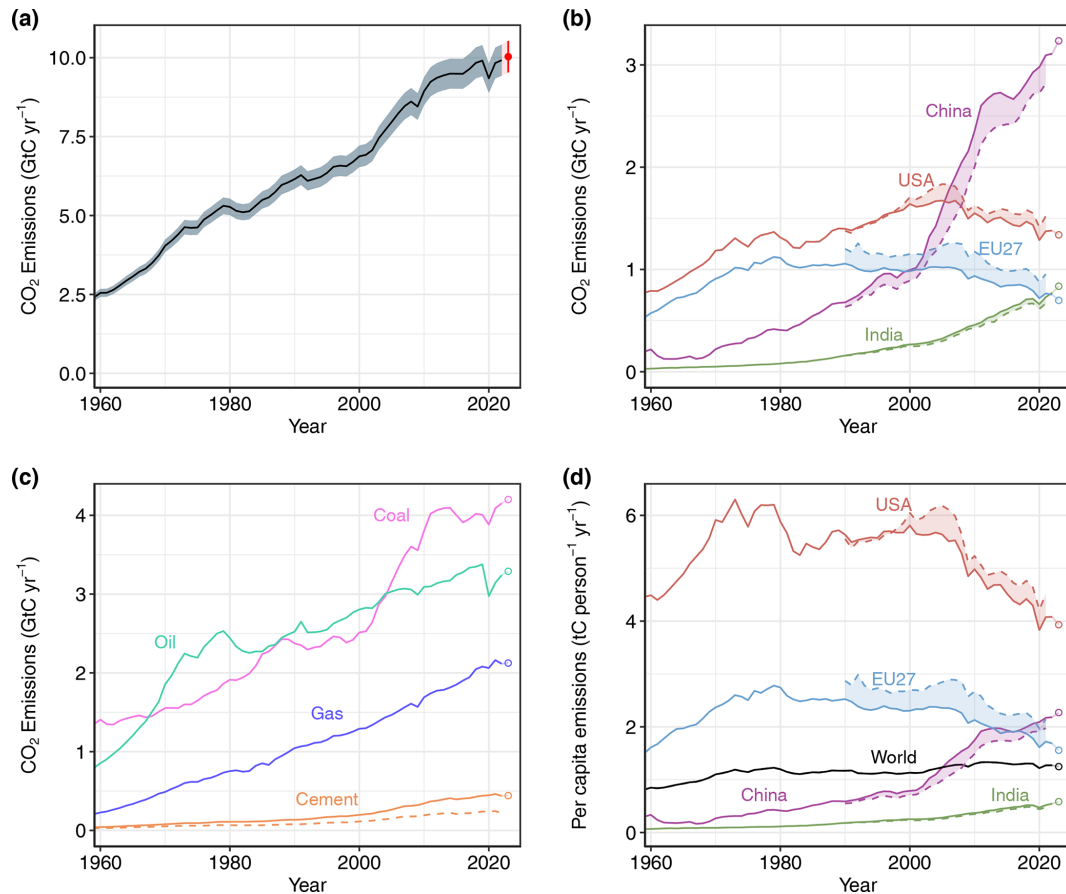 (a)
CO₂ Emissions (GtC yr⁻¹)
10.0
7.5
5.0
2.5
0.0
1960 1980 2000 2020
Year
(b)
CO₂ Emissions (GtC yr⁻¹)
3
2
1
0
China
USA
EU27
India
1960 1980 2000 2020
Year
(c)
CO₂ Emissions (GtC yr⁻¹)
4
3
2
1
0
Coal
Oil
Gas
Cement
1960 1980 2000 2020
Year
(d)
Per capita emissions (tC person⁻¹ yr⁻¹)
6
4
2
0
USA
EU27
World
China
India
1960 1980 2000 2020
Year